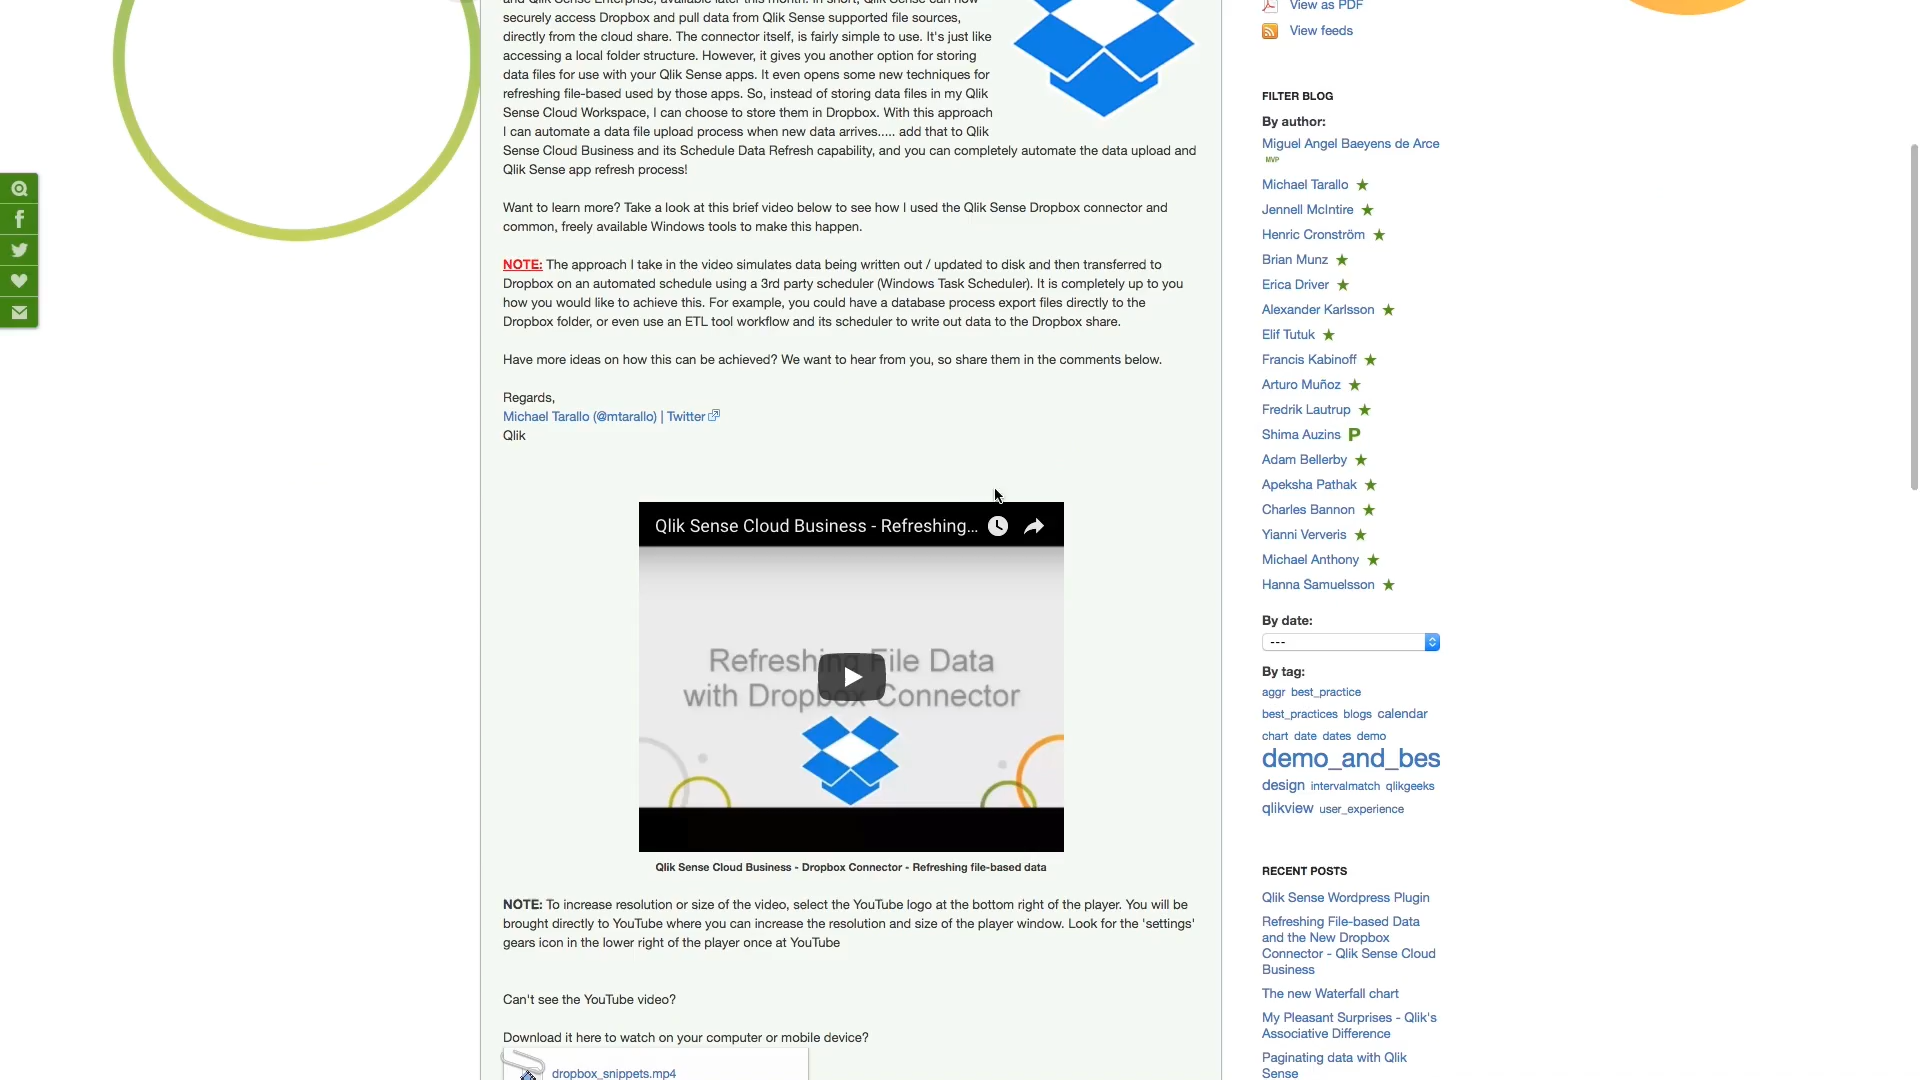 and Qlik Sense Enterprise, available later this month. In short, Qlik Sense can now
securely access Dropbox and pull data from Qlik Sense supported file sources,
directly from the cloud share. The connector itself, is fairly simple to use. It's just like
accessing a local folder structure. However, it gives you another option for storing
data files for use with your Qlik Sense apps. It even opens some new techniques for
refreshing file-based used by those apps. So, instead of storing data files in my Qlik
Sense Cloud Workspace, I can choose to store them in Dropbox. With this approach
I can automate a data file upload process when new data arrives..... add that to Qlik
Sense Cloud Business and its Schedule Data Refresh capability, and you can completely automate the data upload and
Qlik Sense app refresh process!
Want to learn more? Take a look at this brief video below to see how I used the Qlik Sense Dropbox connector and
common, freely available Windows tools to make this happen.
NOTE: The approach I take in the video simulates data being written out / updated to disk and then transferred to
Dropbox on an automated schedule using a 3rd party scheduler (Windows Task Scheduler). It is completely up to you
how you would like to achieve this. For example, you could have a database process export files directly to the
Dropbox folder, or even use an ETL tool workflow and its scheduler to write out data to the Dropbox share.
Have more ideas on how this can be achieved? We want to hear from you, so share them in the comments below.
Regards,
Michael Tarallo (@mtarallo) | Twitter
Qlik
Qlik Sense Cloud Business - Refreshing...
Refreshing File Data
with Dropbox Connector
Qlik Sense Cloud Business - Dropbox Connector - Refreshing file-based data
NOTE: To increase resolution or size of the video, select the YouTube logo at the bottom right of the player. You will be
brought directly to YouTube where you can increase the resolution and size of the player window. Look for the 'settings'
gears icon in the lower right of the player once at YouTube
Can't see the YouTube video?
Download it here to watch on your computer or mobile device?
dropbox_snippets.mp4
View as PDF
View feeds
FILTER BLOG
By author:
Miguel Angel Baeyens de Arce
MVP
Michael Tarallo
Jennell McIntire
Henric Cronström
Brian Munz
Erica Driver
Alexander Karlsson
Elif Tutuk
Francis Kabinoff
Arturo Muñoz
Fredrik Lautrup
Shima Auzins P
Adam Bellerby
Apeksha Pathak
Charles Bannon
Yianni Ververis
Michael Anthony
Hanna Samuelsson
By date:
---
By tag:
aggr best_practice
best_practices blogs calendar
chart date dates demo
demo_and_bes
design intervalmatch qlikgeeks
qlikview user_experience
RECENT POSTS
Qlik Sense Wordpress Plugin
Refreshing File-based Data
and the New Dropbox
Connector - Qlik Sense Cloud
Business
The new Waterfall chart
My Pleasant Surprises - Qlik's
Associative Difference
Paginating data with Qlik
Sense